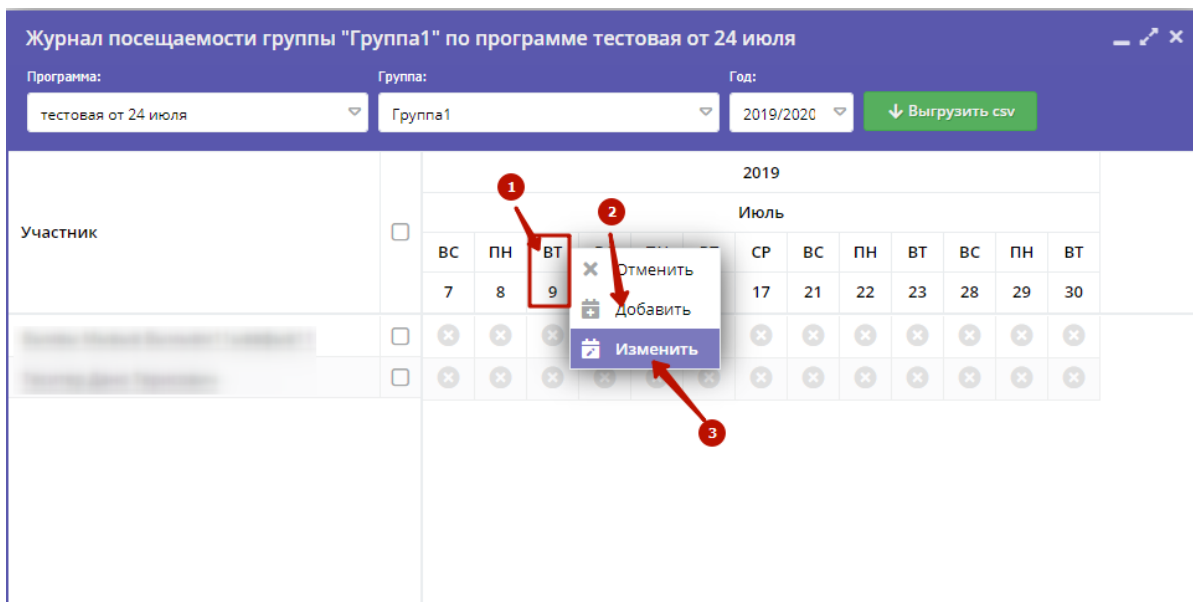 Журнал посещаемости группы "Группа1" по программе тестовая от 24 июля
Программа: Группа: Год:
тестовая от 24 июля Группа1 2019/2020 Выгрузить csv
2019
1
2
Июль
Участник
ВС ПН ВТ СР ВС ПН ВТ ВС ПН ВТ
Отменить
7 8 9 17 21 22 23 28 29 30
Добавить
Изменить
3